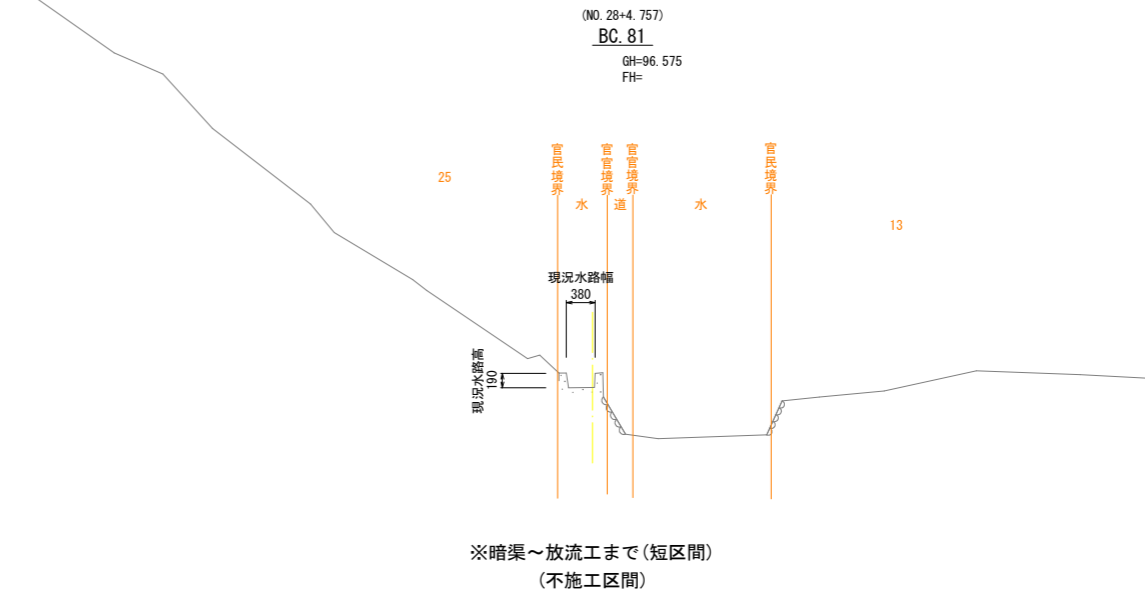 (NO.28+4.757)
BC.81
GH=96.575
FH=
官民境界
官官境界
官官境界
官民境界
25
水
道
水
13
現況水路幅
380
現況水路高
190
※暗渠～放流工まで(短区間)
(不施工区間)